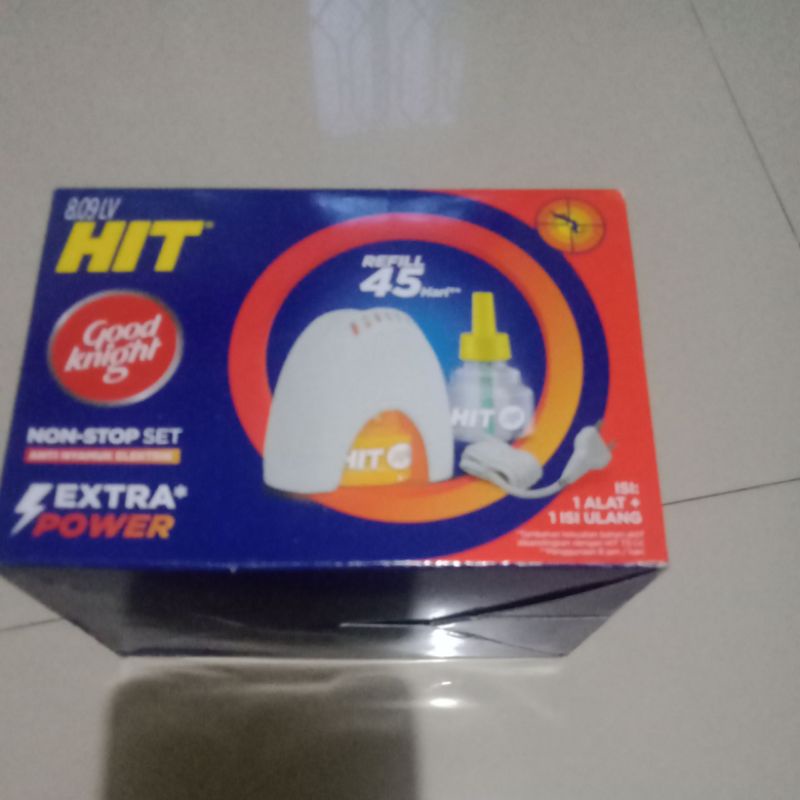 8.09 LV
HIT™
Good
knight
NON-STOP SET
ANTI NYAMUK ELEKTRIK
EXTRA*
POWER
REFILL
45 Hari***
HIT
HIT
ISI:
1 ALAT +
1 ISI ULANG